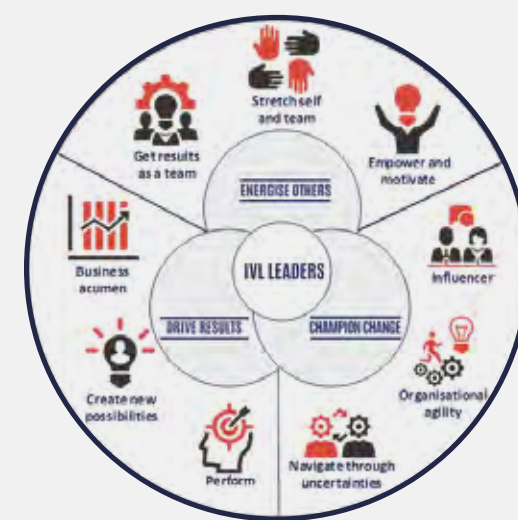 Stretch self
and team
Get results
as a team
Empower and
motivate
ENERGISE OTHERS
Business
acumen
IVL LEADERS
Influencer
DRIVE RESULTS
CHAMPION CHANGE
Create new
possibilities
Organisational
agility
Perform
Navigate through
uncertainties